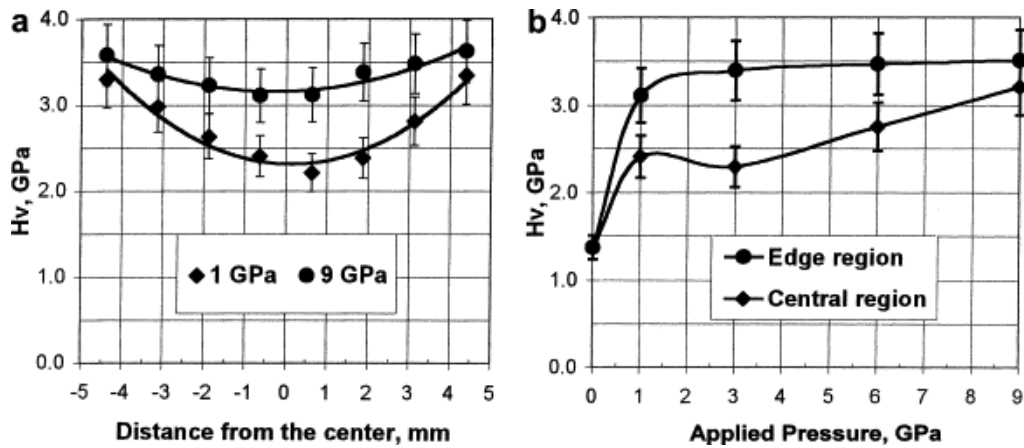 a
4.0
3.0
2.0
1.0
0.0
Hv, GPa
1 GPa 9 GPa
-5 -4 -3 -2 -1 0 1 2 3 4 5
Distance from the center, mm
b
4.0
3.0
2.0
1.0
0.0
Hv, GPa
Edge region
Central region
0 1 2 3 4 5 6 7 8 9
Applied Pressure, GPa